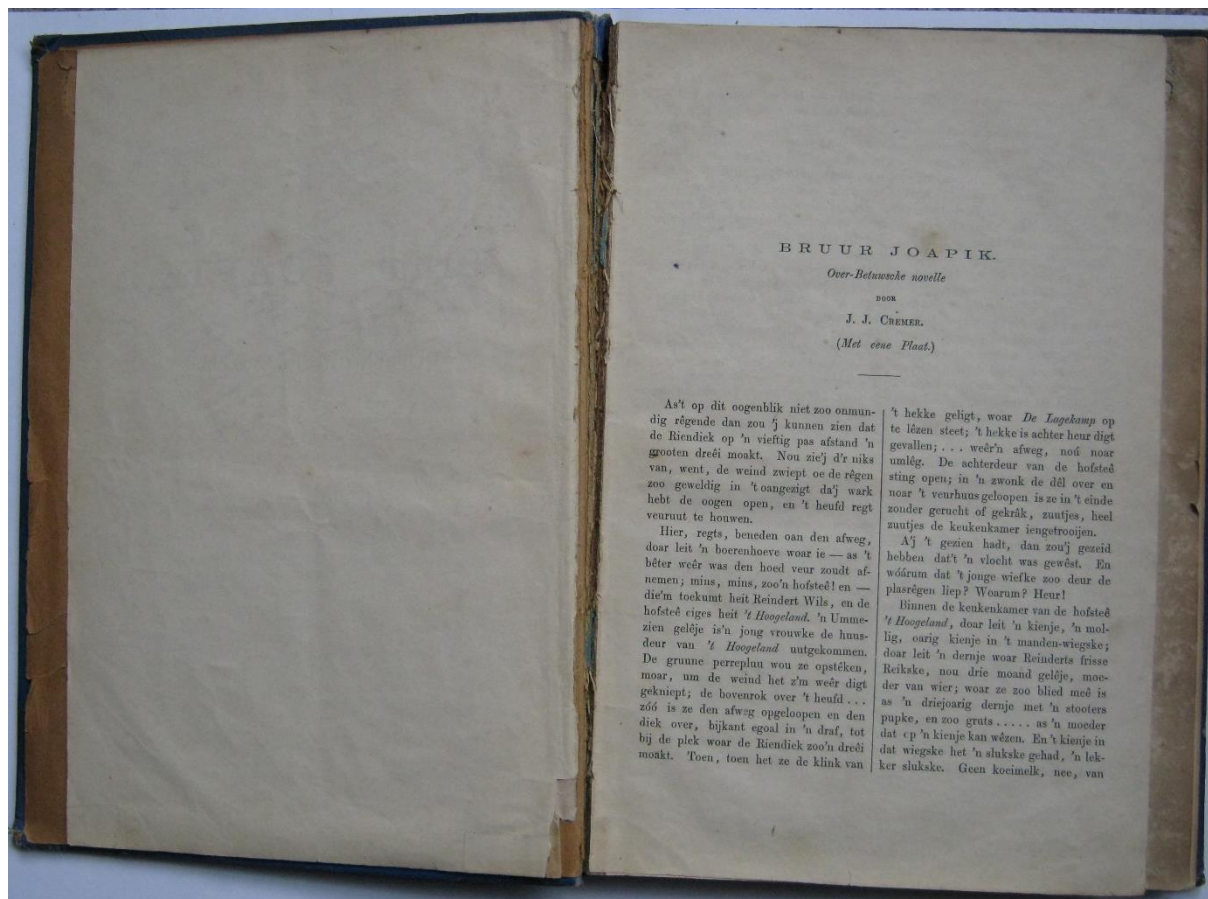 BRUUR JOAPIK.
Over-Betuwsche novelle
DOOR
J. J. CREMER.
(Met eene Plaat.)
As't op dit oogenblik niet zoo onmun-
dig rêgende dan zou 'j kunnen zien dat
de Riendiek op 'n vieftig pas afstand 'n
grooten dreêi moakt. Nou zie'j d'r niks
van, went, de weind zwiept oe de rêgen
zoo geweldig in 't oangezigt da'j wark
hebt de oogen open, en 't heufd regt
veuruut te houwen.
Hier, regts, beneden oan den afweg,
doar leit 'n boerenhoeve woar ie — as 't
bêter weêr was den hoed veur zoudt af-
nemen; mins, mins, zoo'n hofsteê! en —
die'm toekumt heit Reindert Wils, en de
hofsteê eiges heit 't Hoogeland. 'n Umme-
zien gelêje is'n jong vrouwke de huus-
deur van 't Hoogeland uutgekommen.
De gruune perrepluu wou ze opstêken,
moar, um de weind het z'm weêr digt
gekniept; de bovenrok over 't heufd ...
zóó is ze den afweg opgeloopen en den
diek over, bijkant egoal in 'n draf, tot
bij de plek woar de Riendiek zoo'n dreêi
moakt. Toen, toen het ze de klink van
't hekke geligt, woar De Lagekamp op
te lêzen steet; 't hekke is achter heur digt
gevallen; ... weêr'n afweg, noú noar
umlêg. De achterdeur van de hofsteê
sting open; in 'n zwonk de dêl over en
noar 't veurhuus geloopen is ze in 't einde
zonder gerucht of gekrâk, zuutjes, heel
zuutjes de keukenkamer iengetrooijen.
A'j 't gezien hadt, dan zou'j gezeid
hebben dat't 'n vlocht was gewêst. En
wóárum dat 't jonge wiefke zoo deur de
plasrêgen liep? Woarum? Heur!
Binnen de keukenkamer van de hofsteê
't Hoogeland, doar leit 'n kienje, 'n mol-
lig, oarig kienje in 't manden-wiegske;
doar leit 'n dernje woar Reinderts frisse
Reikske, nou drie moand gelêje, moe-
der van wier; woar ze zoo blied meê is
as 'n driejoarig dernje met 'n stooters
pupke, en zoo gruts ..... as 'n moeder
dat op 'n kienje kan wêzen. En 't kienje in
dat wiegske het 'n slukske gehad, 'n lek-
ker slukske. Geen koeimelk, nee, van